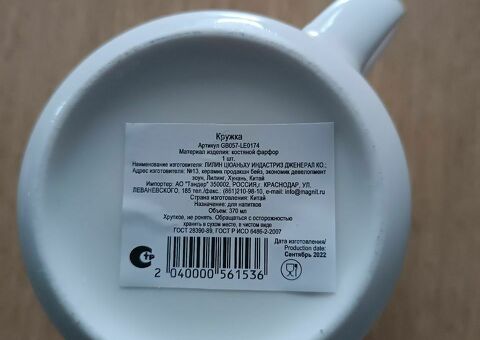 Кружка
Артикул GB057-LE0174
Материал изделия: костяной фарфор
1 шт.
Наименование изготовителя: ЛИЛИН ЦЮАНЬХУ ИНДАСТРИЗ ДЖЕНЕРАЛ КО.;
Адрес изготовителя: №13, керамик продакшн бейз, экономик девелопмент
зоун, Лилинг, Хунань, Китай
Импортер: АО "Тандер" 350002, РОССИЯ,г. КРАСНОДАР, УЛ.
ЛЕВАНЕВСКОГО, 185 тел./факс.: (861)210-98-10, e-mail: info@magnit.ru
Страна изготовления: Китай
Назначение: для напитков
Объем: 370 мл
Хрупкое, не ронять. Обращаться с осторожностью
хранить в сухом месте, в чистом виде
ГОСТ 28390-89, ГОСТ Р ИСО 6486-2-2007
Дата изготовления/
Production date:
Сентябрь 2022
2 040000 561536